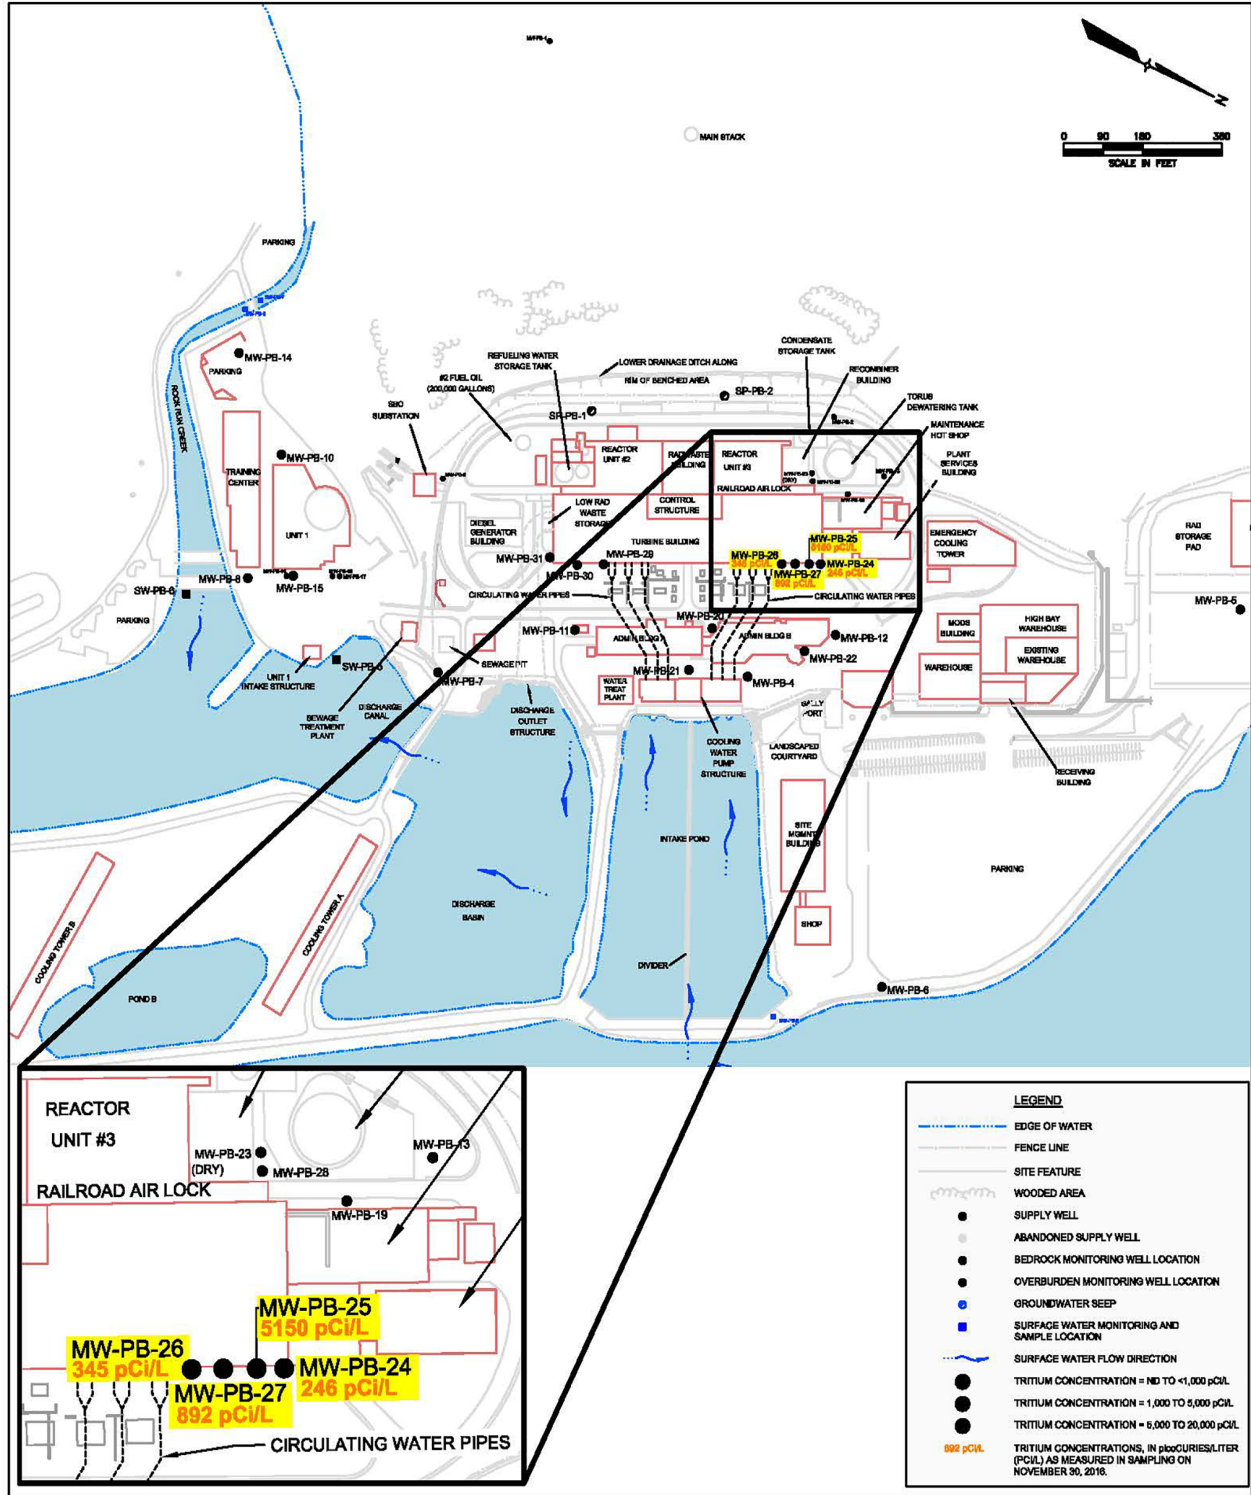 MW-PB-1
N
MAIN STACK
0 90 180 360
SCALE IN FEET
PARKING
MW-PB-14
PARKING
ROCK RUN CREEK
CONDENSATE
STORAGE TANK
REFUELING WATER
STORAGE TANK
LOWER DRAINAGE DITCH ALONG
RIM OF BENCHED AREA
RECOMBINER
BUILDING
#2 FUEL OIL
(200,000 GALLONS)
SP-PB-2
TORUS
DEWATERING TANK
SBO
SUBSTATION
SP-PB-1
MAINTENANCE
HOT SHOP
MW-PB-10
REACTOR
UNIT #2
RADWASTE
BUILDING
REACTOR
UNIT #3
PLANT
SERVICES
BUILDING
TRAINING
CENTER
RAILROAD AIR LOCK
LOW RAD
WASTE
STORAGE
CONTROL
STRUCTURE
UNIT 1
DIESEL
GENERATOR
BUILDING
TURBINE BUILDING
MW-PB-25
5150 pCi/L
EMERGENCY
COOLING
TOWER
RAD
STORAGE
PAD
MW-PB-31
MW-PB-29
MW-PB-26
345 pCi/L
MW-PB-24
246 pCi/L
MW-PB-30
MW-PB-27
892 pCi/L
MW-PB-8
MW-PB-15
SW-PB-6
CIRCULATING WATER PIPES
CIRCULATING WATER PIPES
MW-PB-5
PARKING
MW-PB-11
MW-PB-20
ADMIN BLDG A
ADMIN BLDG B
MW-PB-12
MODS
BUILDING
HIGH BAY
WAREHOUSE
SW-PB-5
SEWAGE PIT
MW-PB-22
EXISTING
WAREHOUSE
UNIT 1
INTAKE STRUCTURE
MW-PB-7
MW-PB-21
MW-PB-4
WAREHOUSE
WATER
TREAT
PLANT
SEWAGE
TREATMENT
PLANT
DISCHARGE
CANAL
DISCHARGE
OUTLET
STRUCTURE
SALLY
PORT
COOLING
WATER
PUMP
STRUCTURE
LANDSCAPED
COURTYARD
RECEIVING
BUILDING
INTAKE POND
SITE
MGMNT
BUILDING
PARKING
COOLING TOWER B
COOLING TOWER A
DISCHARGE
BASIN
SHOP
DIVIDER
POND B
MW-PB-6
REACTOR
UNIT #3
MW-PB-23
(DRY)
MW-PB-28
MW-PB-13
RAILROAD AIR LOCK
MW-PB-19
MW-PB-25
5150 pCi/L
MW-PB-26
345 pCi/L
MW-PB-24
246 pCi/L
MW-PB-27
892 pCi/L
CIRCULATING WATER PIPES
LEGEND
EDGE OF WATER
FENCE LINE
SITE FEATURE
WOODED AREA
SUPPLY WELL
ABANDONED SUPPLY WELL
BEDROCK MONITORING WELL LOCATION
OVERBURDEN MONITORING WELL LOCATION
GROUNDWATER SEEP
SURFACE WATER MONITORING AND
SAMPLE LOCATION
SURFACE WATER FLOW DIRECTION
TRITIUM CONCENTRATION = ND TO <1,000 pCi/L
TRITIUM CONCENTRATION = 1,000 TO 5,000 pCi/L
TRITIUM CONCENTRATION = 5,000 TO 20,000 pCi/L
892 pCi/L TRITIUM CONCENTRATIONS, IN picoCURIES/LITER
(PCi/L) AS MEASURED IN SAMPLING ON
NOVEMBER 30, 2016.